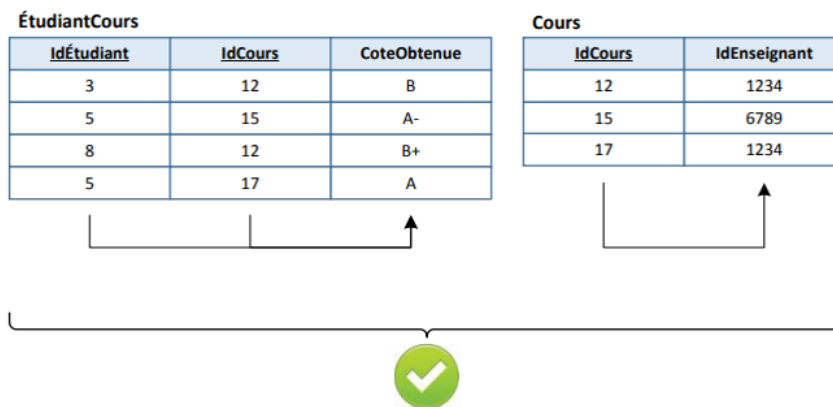 ÉtudiantCours
IdÉtudiant IdCours CoteObtenue
3 12 B
5 15 A-
8 12 B+
5 17 A
Cours
IdCours IdEnseignant
12 1234
15 6789
17 1234